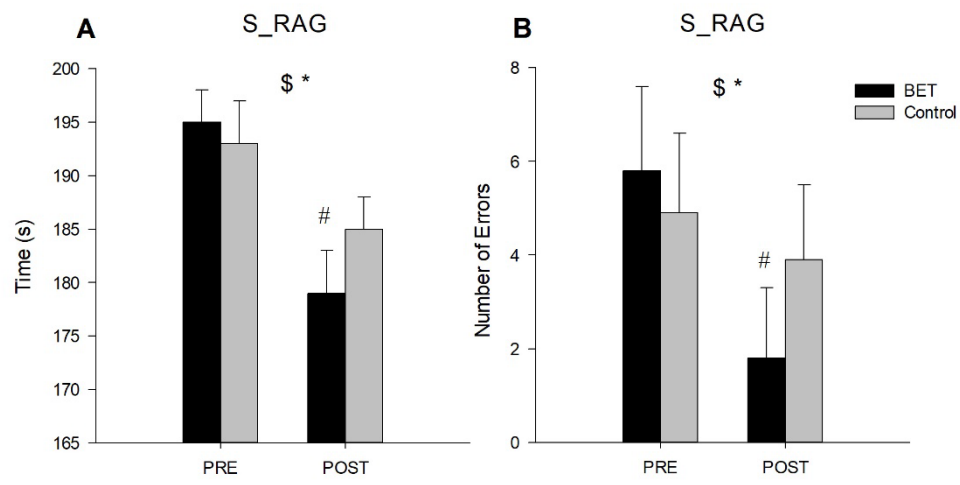 A
S_RAG
200
195
190
185
180
175
170
165
Time (s)
$ *
#
PRE
POST
B
S_RAG
8
6
4
2
0
Number of Errors
$ *
#
PRE
POST
BET
Control